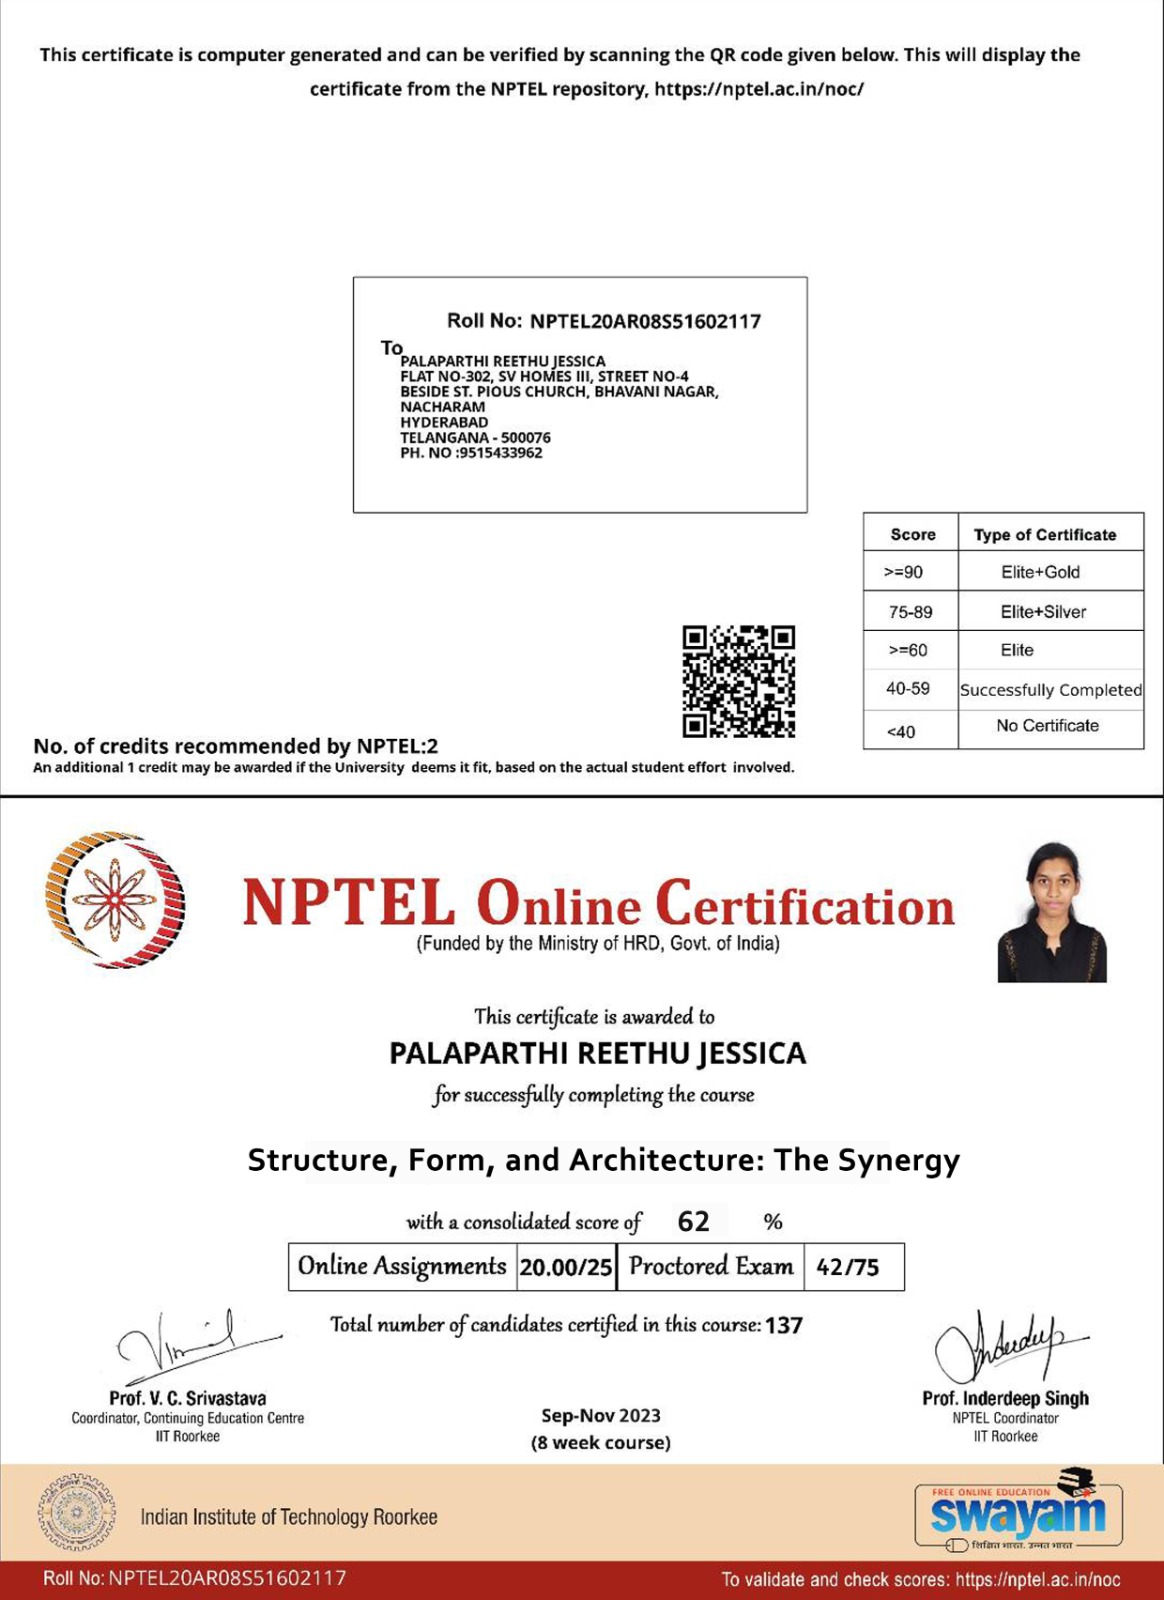 This certificate is computer generated and can be verified by scanning the QR code given below. This will display the
certificate from the NPTEL repository, https://nptel.ac.in/noc/
Roll No: NPTEL20AR08S51602117
To
PALAPARTHI REETHU JESSICA
FLAT NO-302, SV HOMES III, STREET NO-4
BESIDE ST. PIOUS CHURCH, BHAVANI NAGAR,
NACHARAM
HYDERABAD
TELANGANA - 500076
PH. NO :9515433962
Score Type of Certificate
>=90 Elite+Gold
75-89 Elite+Silver
>=60 Elite
40-59 Successfully Completed
<40 No Certificate
No. of credits recommended by NPTEL:2
An additional 1 credit may be awarded if the University deems it fit, based on the actual student effort involved.
NPTEL Online Certification
(Funded by the Ministry of HRD, Govt. of India)
This certificate is awarded to
PALAPARTHI REETHU JESSICA
for successfully completing the course
Structure, Form, and Architecture: The Synergy
with a consolidated score of 62 %
Online Assignments 20.00/25 Proctored Exam 42/75
Total number of candidates certified in this course: 137
Prof. V. C. Srivastava
Coordinator, Continuing Education Centre
IIT Roorkee
Sep-Nov 2023
(8 week course)
Prof. Inderdeep Singh
NPTEL Coordinator
IIT Roorkee
Indian Institute of Technology Roorkee
FREE ONLINE EDUCATION
swayam
शिक्षित भारत, उन्नत भारत
Roll No: NPTEL20AR08S51602117
To validate and check scores: https://nptel.ac.in/noc